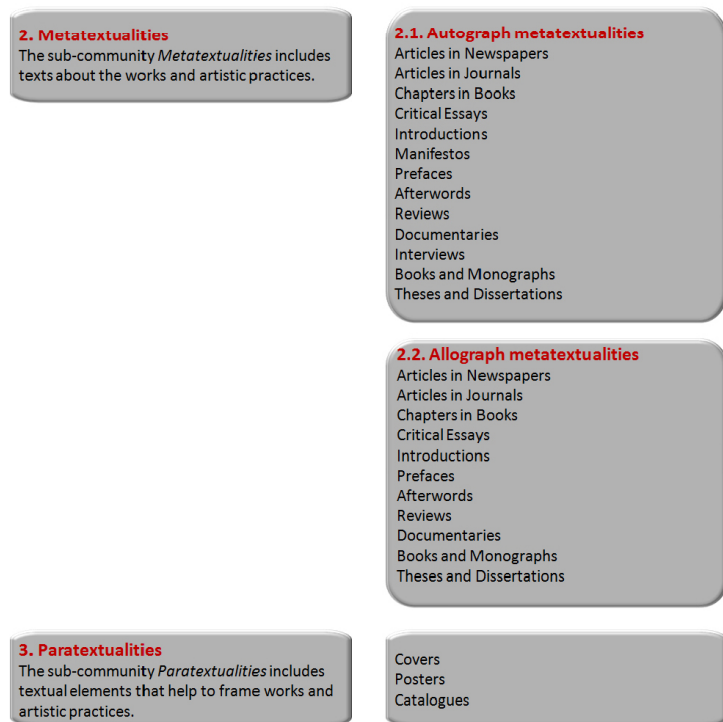 2. Metatextualities
The sub-community Metatextualities includes
texts about the works and artistic practices.
2.1. Autograph metatextualities
Articles in Newspapers
Articles in Journals
Chapters in Books
Critical Essays
Introductions
Manifestos
Prefaces
Afterwords
Reviews
Documentaries
Interviews
Books and Monographs
Theses and Dissertations
2.2. Allograph metatextualities
Articles in Newspapers
Articles in Journals
Chapters in Books
Critical Essays
Introductions
Prefaces
Afterwords
Reviews
Documentaries
Books and Monographs
Theses and Dissertations
3. Paratextualities
The sub-community Paratextualities includes
textual elements that help to frame works and
artistic practices.
Covers
Posters
Catalogues